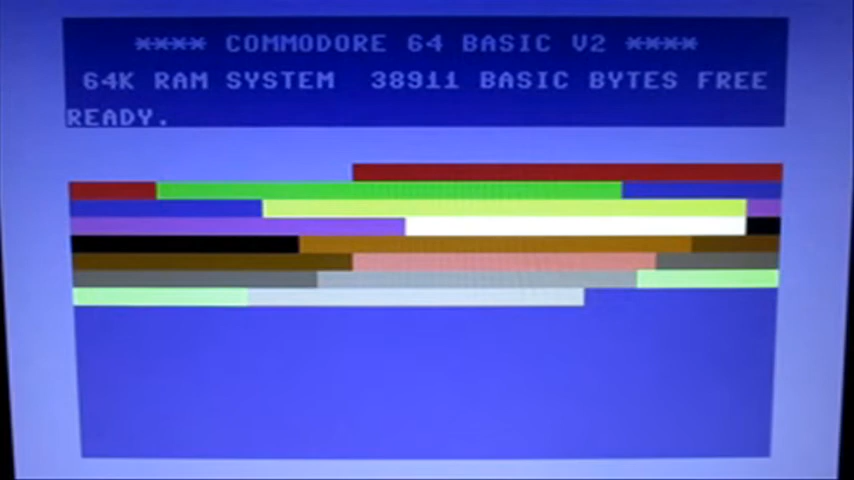 **** COMMODORE 64 BASIC V2 ****
64K RAM SYSTEM 38911 BASIC BYTES FREE
READY.